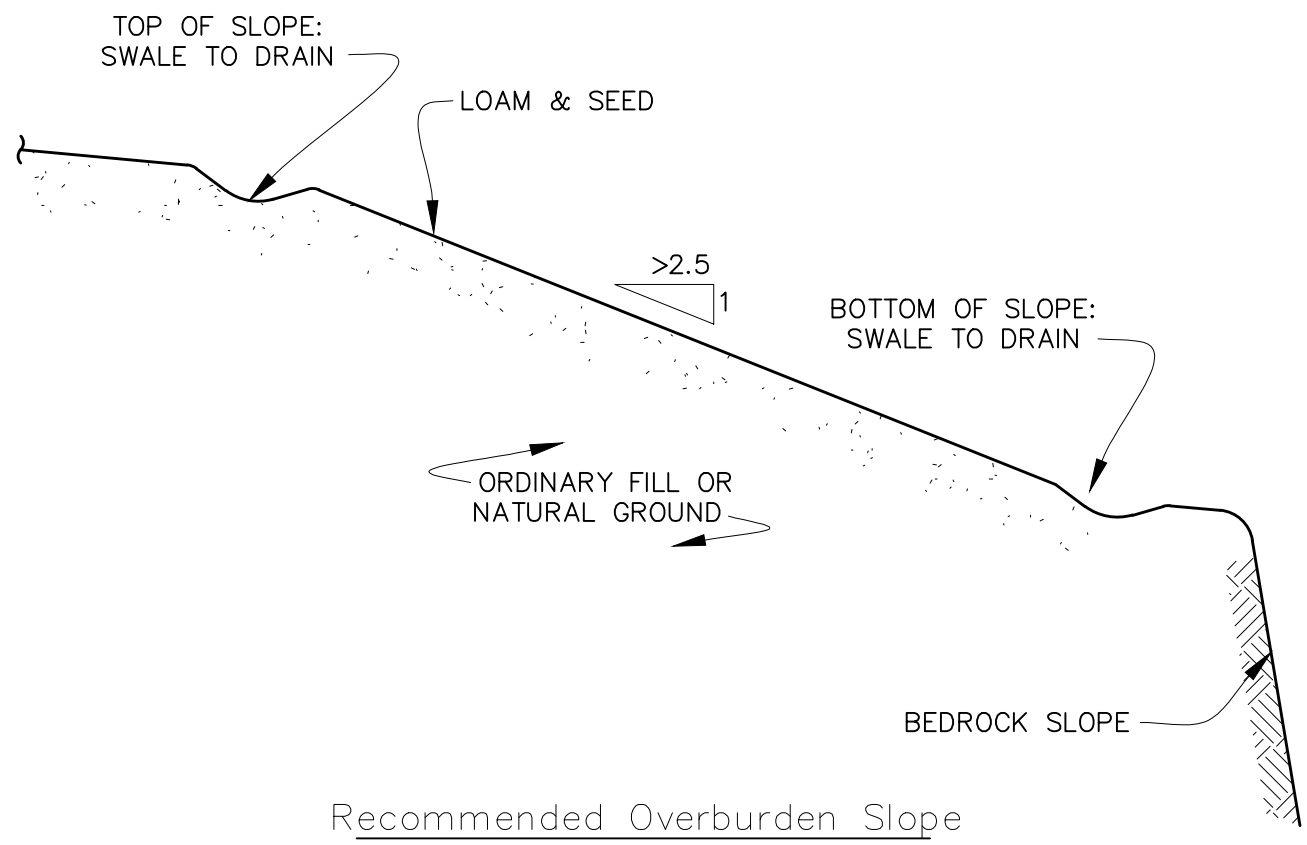 TOP OF SLOPE:
SWALE TO DRAIN
LOAM & SEED
>2.5
1
BOTTOM OF SLOPE:
SWALE TO DRAIN
ORDINARY FILL OR
NATURAL GROUND
BEDROCK SLOPE
Recommended Overburden Slope